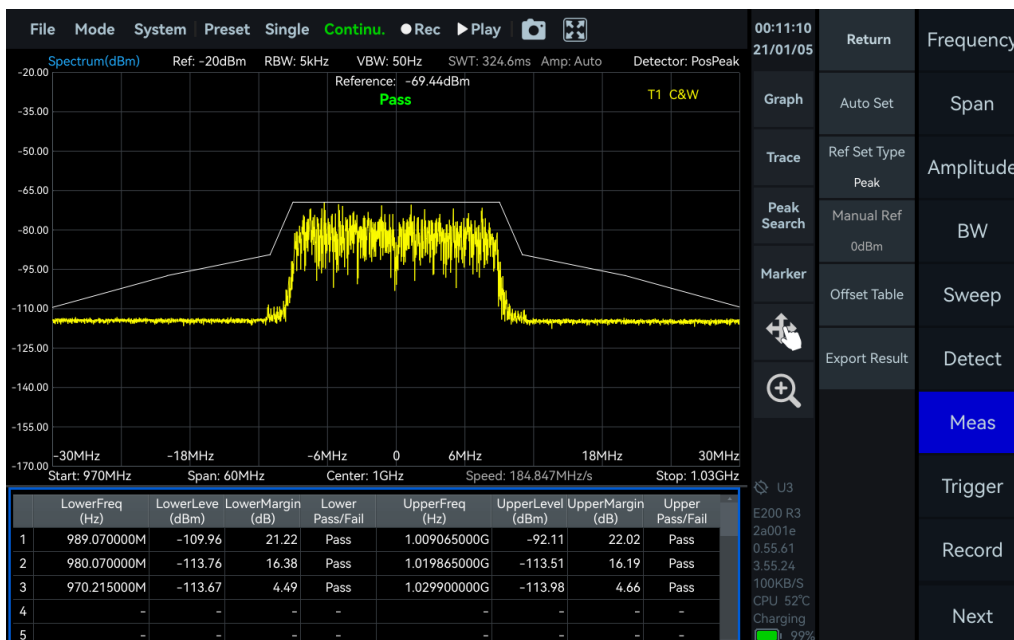 File Mode System Preset Single Continu. Rec Play
Spectrum(dBm) Ref: -20dBm RBW: 5kHz VBW: 50Hz SWT: 324.6ms Amp: Auto Detector: PosPeak
Reference: -69.44dBm
Pass
T1 C&W
-20.00
-35.00
-50.00
-65.00
-80.00
-95.00
-110.00
-125.00
-140.00
-155.00
-170.00
-30MHz -18MHz -6MHz 0 6MHz 18MHz 30MHz
Start: 970MHz Span: 60MHz Center: 1GHz Speed: 184.847MHz/s Stop: 1.03GHz
LowerFreq (Hz) LowerLeve (dBm) LowerMargin (dB) Lower Pass/Fail UpperFreq (Hz) UpperLevel (dBm) UpperMargin (dB) Upper Pass/Fail
1 989.070000M -109.96 21.22 Pass 1.009065000G -92.11 22.02 Pass
2 980.070000M -113.76 16.38 Pass 1.019865000G -113.51 16.19 Pass
3 970.215000M -113.67 4.49 Pass 1.029900000G -113.98 4.66 Pass
4 - - - - - - - -
5 - - - - - - - -
00:11:10
21/01/05
Graph
Trace
Peak
Search
Marker
U3
E200 R3
2a001e
0.55.61
3.55.24
100KB/S
CPU 52℃
Charging
99%
Return
Auto Set
Ref Set Type
Peak
Manual Ref
0dBm
Offset Table
Export Result
Frequency
Span
Amplitude
BW
Sweep
Detect
Meas
Trigger
Record
Next